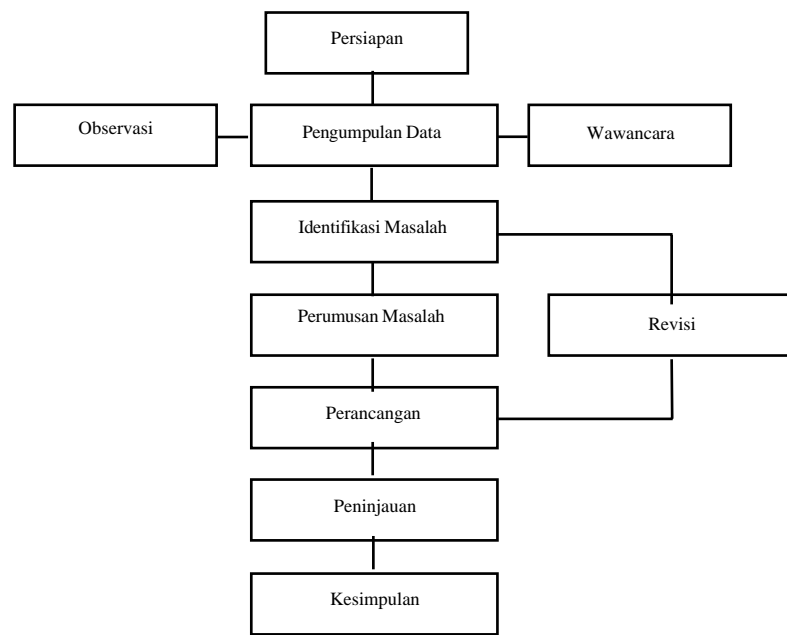 Persiapan
Observasi
Pengumpulan Data
Wawancara
Identifikasi Masalah
Perumusan Masalah
Revisi
Perancangan
Peninjauan
Kesimpulan